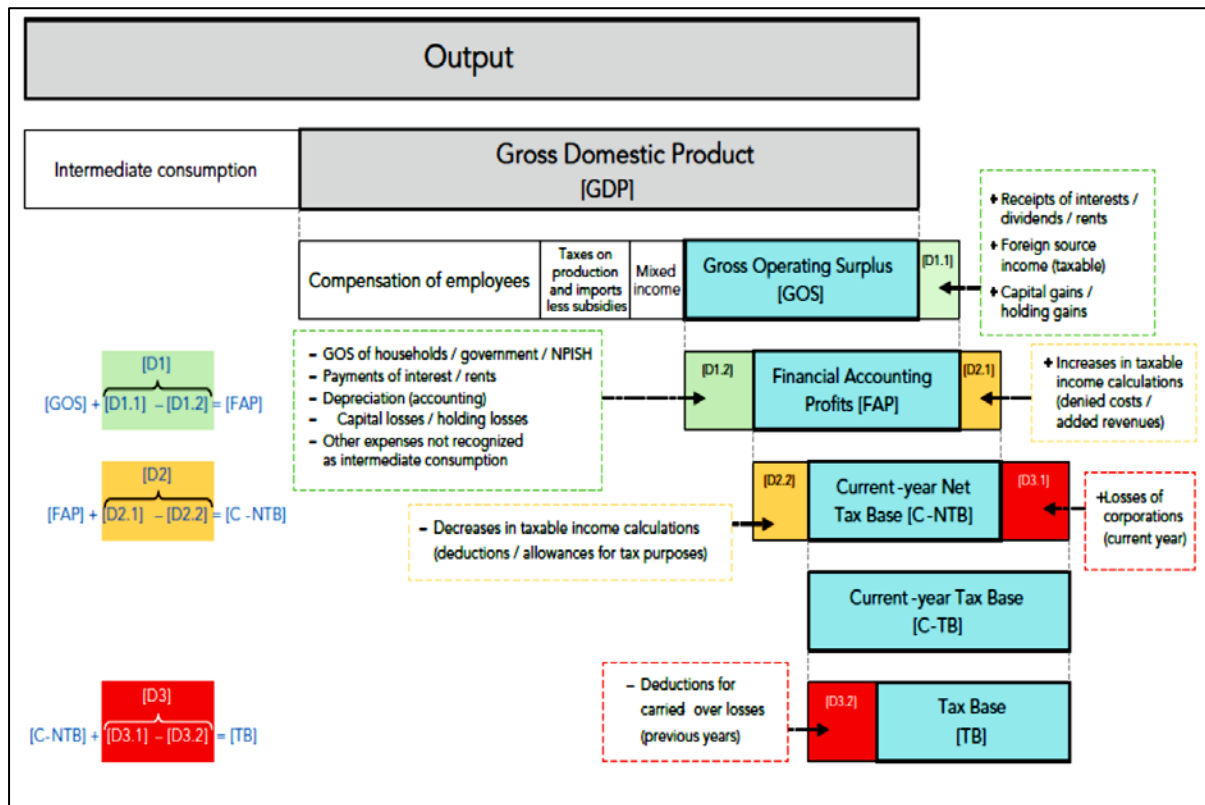 Output
Intermediate consumption
Gross Domestic Product
[GDP]
+ Receipts of interests /
dividends / rents
+ Foreign source
income (taxable)
+ Capital gains /
holding gains
Compensation of employees
Taxes on
production
and imports
less subsidies
Mixed
income
Gross Operating Surplus
[GOS]
[D1.1]
[D1]
[GOS] + [D1.1] – [D1.2] = [FAP]
– GOS of households / government / NPISH
– Payments of interest / rents
– Depreciation (accounting)
– Capital losses / holding losses
– Other expenses not recognized
as intermediate consumption
[D1.2]
Financial Accounting
Profits [FAP]
[D2.1]
+ Increases in taxable
income calculations
(denied costs /
added revenues)
[D2]
[FAP] + [D2.1] – [D2.2] = [C -NTB]
– Decreases in taxable income calculations
(deductions / allowances for tax purposes)
[D2.2]
Current-year Net
Tax Base [C-NTB]
[D3.1]
+Losses of
corporations
(current year)
Current -year Tax Base
[C-TB]
[D3]
[C-NTB] + [D3.1] – [D3.2] = [TB]
– Deductions for
carried over losses
(previous years)
[D3.2]
Tax Base
[TB]